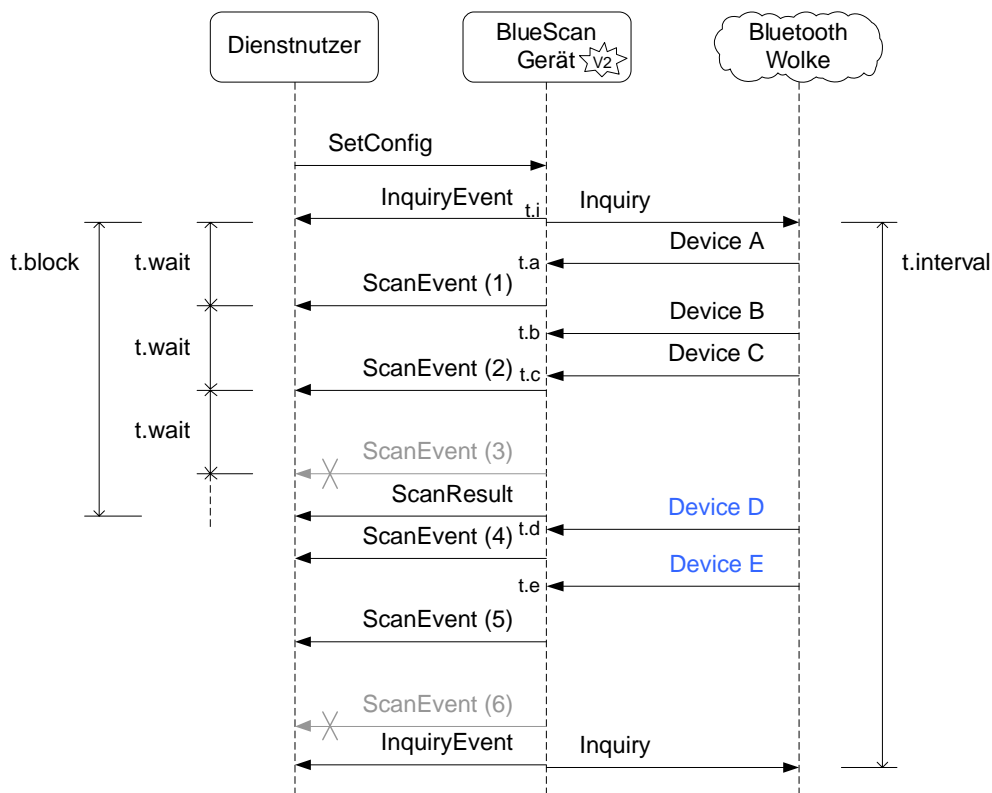 Dienstnutzer
BlueScan
Gerät
V2
Bluetooth
Wolke
SetConfig
InquiryEvent
t.i
Inquiry
Device A
t.block
t.wait
t.a
t.interval
ScanEvent (1)
Device B
t.b
t.wait
Device C
ScanEvent (2)
t.c
t.wait
ScanEvent (3)
ScanResult
Device D
t.d
ScanEvent (4)
Device E
t.e
ScanEvent (5)
ScanEvent (6)
InquiryEvent
Inquiry